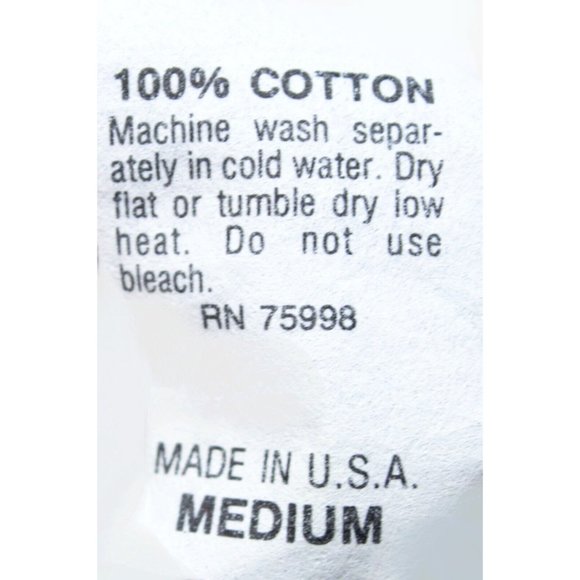 100% COTTON
Machine wash separ-
ately in cold water. Dry
flat or tumble dry low
heat. Do not use
bleach.
RN 75998
MADE IN U.S.A.
MEDIUM